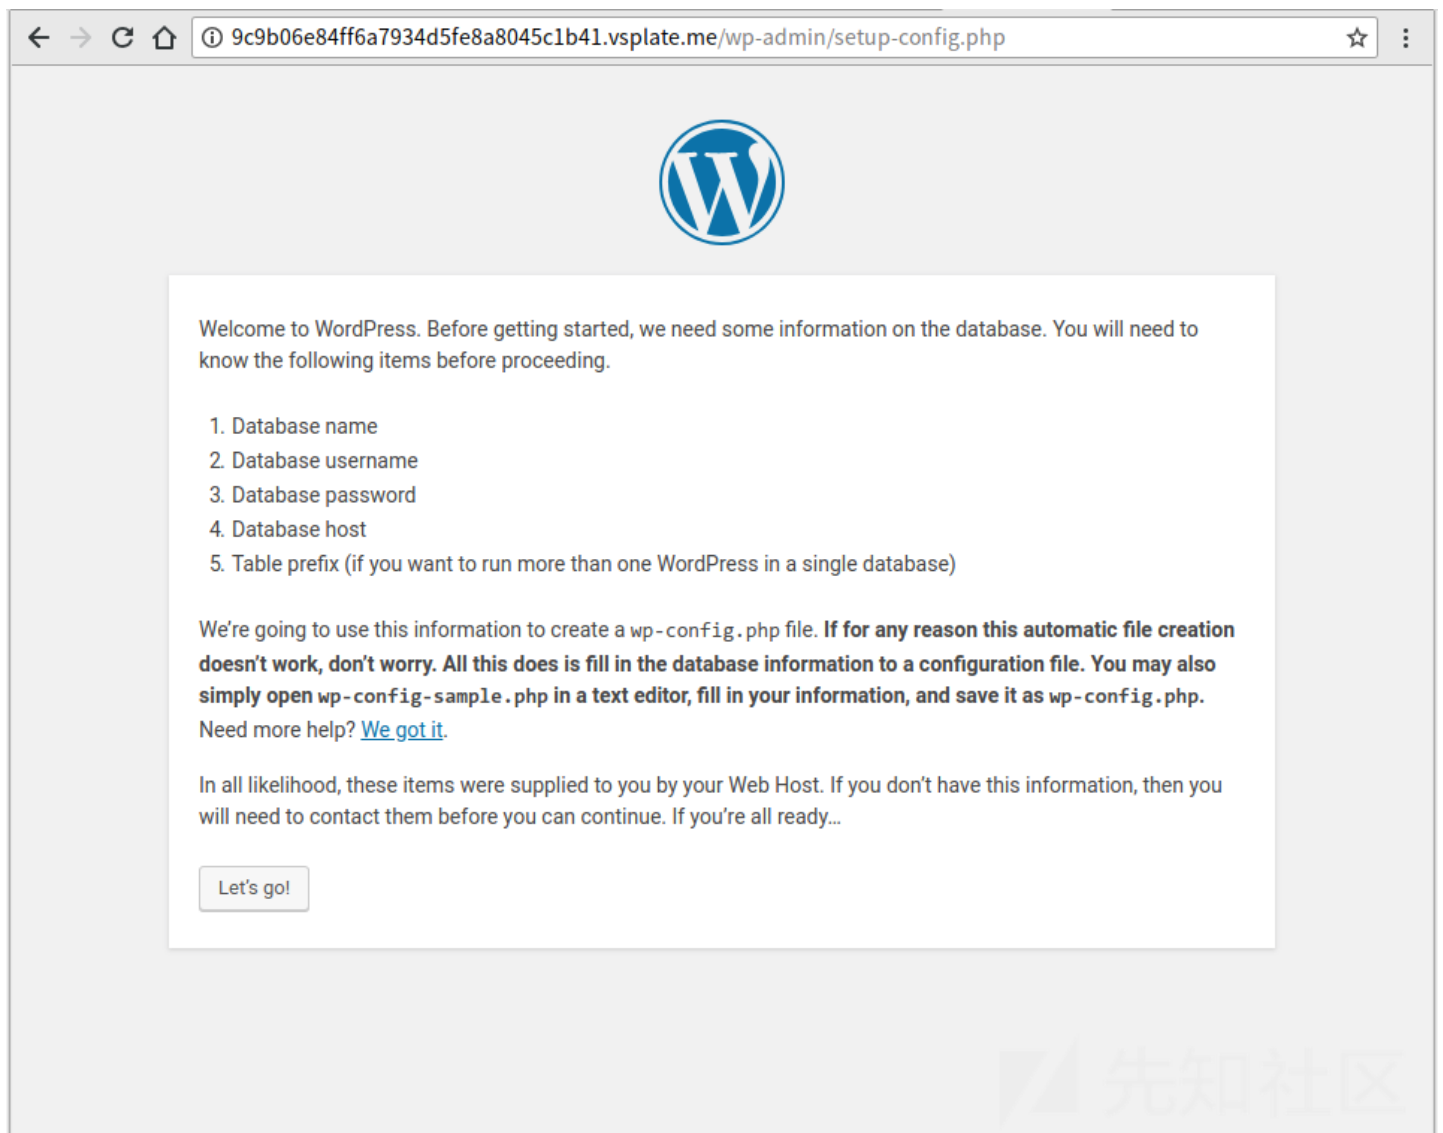 9c9b06e84ff6a7934d5fe8a8045c1b41.vsplate.me/wp-admin/setup-config.php
Welcome to WordPress. Before getting started, we need some information on the database. You will need to
know the following items before proceeding.
1. Database name
2. Database username
3. Database password
4. Database host
5. Table prefix (if you want to run more than one WordPress in a single database)
We’re going to use this information to create a wp-config.php file. If for any reason this automatic file creation
doesn’t work, don’t worry. All this does is fill in the database information to a configuration file. You may also
simply open wp-config-sample.php in a text editor, fill in your information, and save it as wp-config.php.
Need more help? We got it.
In all likelihood, these items were supplied to you by your Web Host. If you don’t have this information, then you
will need to contact them before you can continue. If you’re all ready…
Let’s go!
先知社区